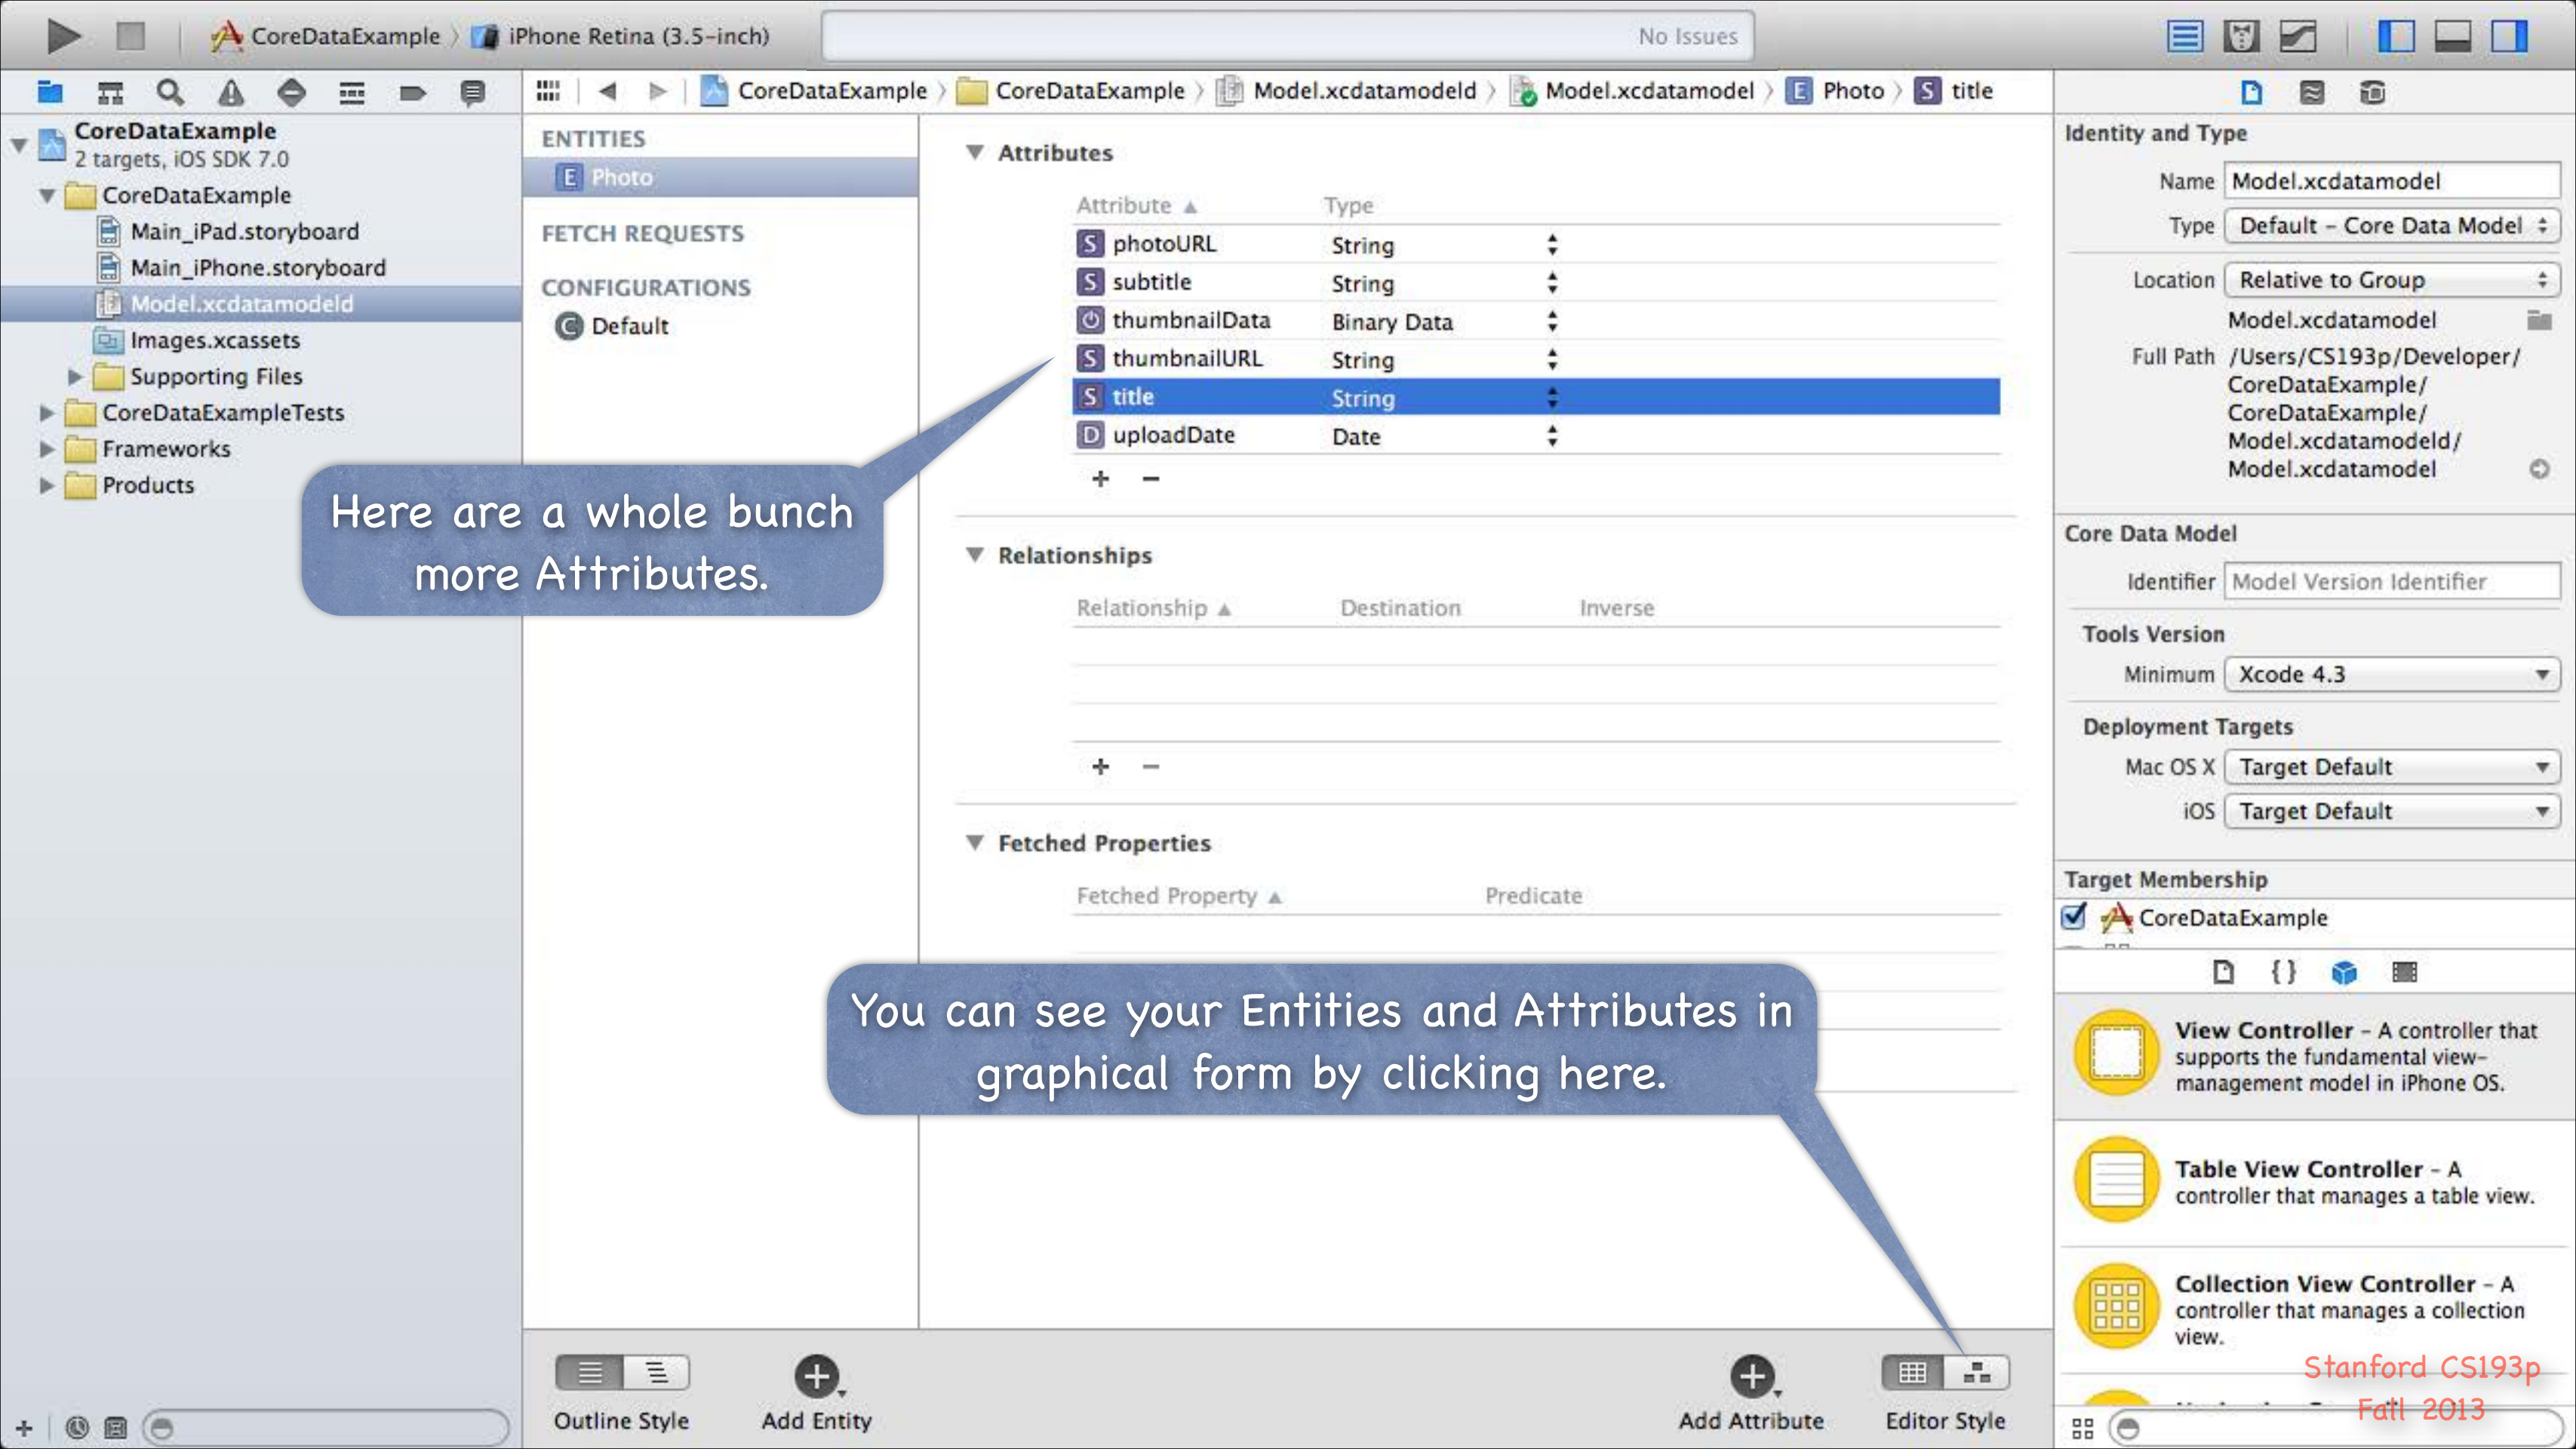 CoreDataExample 〉 iPhone Retina (3.5-inch)
No Issues
CoreDataExample 〉 CoreDataExample 〉 Model.xcdatamodeld 〉 Model.xcdatamodel 〉 E Photo 〉 S title
CoreDataExample
2 targets, iOS SDK 7.0
CoreDataExample
Main_iPad.storyboard
Main_iPhone.storyboard
Model.xcdatamodeld
Images.xcassets
Supporting Files
CoreDataExampleTests
Frameworks
Products
ENTITIES
E Photo
FETCH REQUESTS
CONFIGURATIONS
C Default
Attributes
Attribute Type
S photoURL String
S subtitle String
thumbnailData Binary Data
S thumbnailURL String
S title String
D uploadDate Date
+ −
Here are a whole bunch
more Attributes.
Relationships
Relationship Destination Inverse
+ −
Fetched Properties
Fetched Property Predicate
You can see your Entities and Attributes in
graphical form by clicking here.
Outline Style
Add Entity
Add Attribute
Editor Style
Identity and Type
Name Model.xcdatamodel
Type Default – Core Data Model
Location Relative to Group
Model.xcdatamodel
Full Path /Users/CS193p/Developer/
CoreDataExample/
CoreDataExample/
Model.xcdatamodeld/
Model.xcdatamodel
Core Data Model
Identifier Model Version Identifier
Tools Version
Minimum Xcode 4.3
Deployment Targets
Mac OS X Target Default
iOS Target Default
Target Membership
CoreDataExample
{ }
View Controller – A controller that
supports the fundamental view-
management model in iPhone OS.
Table View Controller – A
controller that manages a table view.
Collection View Controller – A
controller that manages a collection
view.
Stanford CS193p
Fall 2013